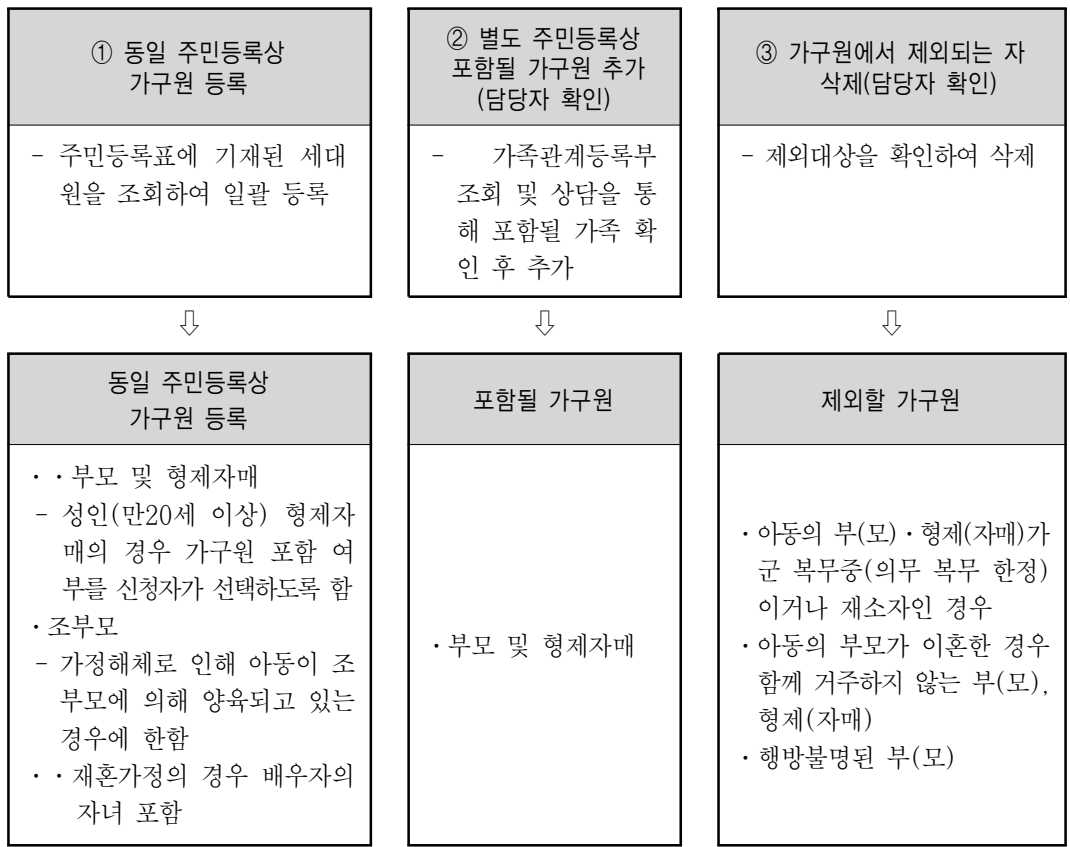 ① 동일 주민등록상
가구원 등록
- 주민등록표에 기재된 세대
원을 조회하여 일괄 등록
② 별도 주민등록상
포함될 가구원 추가
(담당자 확인)
- 가족관계등록부
조회 및 상담을 통
해 포함될 가족 확
인 후 추가
③ 가구원에서 제외되는 자
삭제(담당자 확인)
- 제외대상을 확인하여 삭제
⇩ ⇩ ⇩
동일 주민등록상
가구원 등록
··부모 및 형제자매
- 성인(만20세 이상) 형제자
매의 경우 가구원 포함 여
부를 신청자가 선택하도록 함
·조부모
- 가정해체로 인해 아동이 조
부모에 의해 양육되고 있는
경우에 한함
··재혼가정의 경우 배우자의
자녀 포함
포함될 가구원
·부모 및 형제자매
제외할 가구원
·아동의 부(모)·형제(자매)가
군 복무중(의무 복무 한정)
이거나 재소자인 경우
·아동의 부모가 이혼한 경우
함께 거주하지 않는 부(모),
형제(자매)
·행방불명된 부(모)